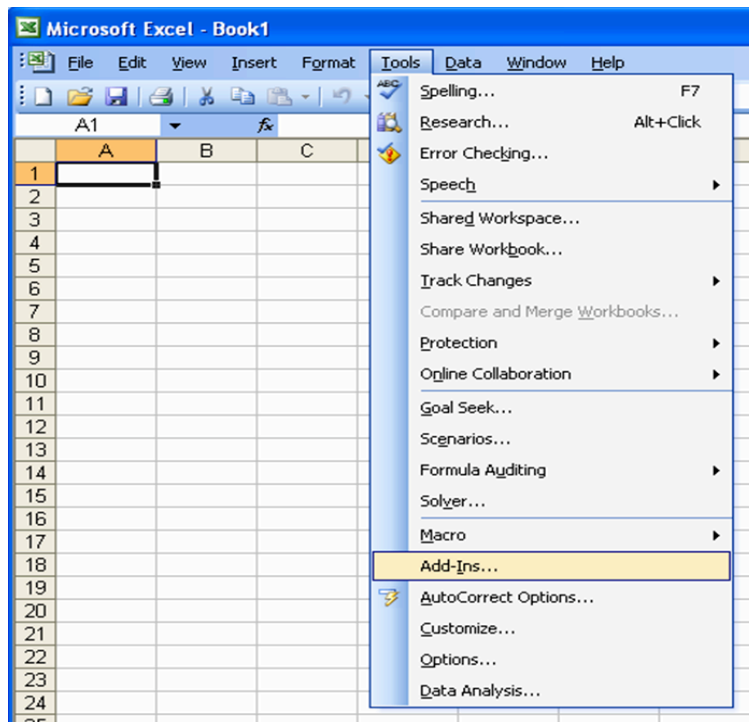 Microsoft Excel - Book1
File Edit View Insert Format Tools Data Window Help
A1 fx
A B C
1
2
3
4
5
6
7
8
9
10
11
12
13
14
15
16
17
18
19
20
21
22
23
24
ABC Spelling... F7
Research... Alt+Click
Error Checking...
Speech
Shared Workspace...
Share Workbook...
Track Changes
Compare and Merge Workbooks...
Protection
Online Collaboration
Goal Seek...
Scenarios...
Formula Auditing
Solver...
Macro
Add-Ins...
AutoCorrect Options...
Customize...
Options...
Data Analysis...